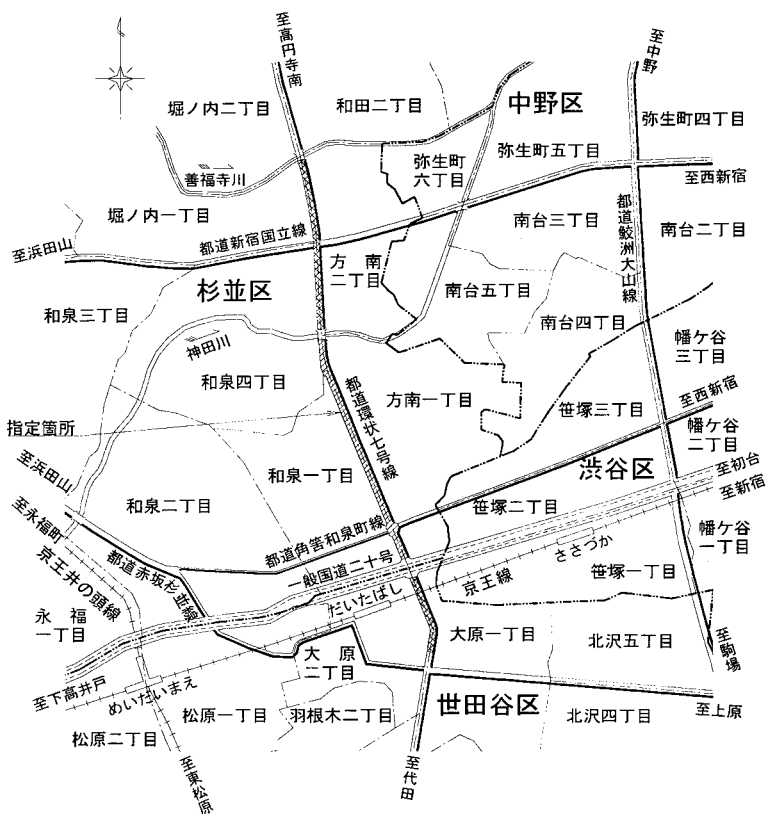 至高円寺南
至中野
堀ノ内二丁目
和田二丁目
中野区
弥生町四丁目
弥生町
六丁目
弥生町五丁目
善福寺川
至西新宿
堀ノ内一丁目
都道新宿国立線
南台三丁目
都道鮫洲大山線
南台二丁目
至浜田山
方南
二丁目
杉並区
南台五丁目
和泉三丁目
南台四丁目
神田川
幡ケ谷
三丁目
和泉四丁目
都道環状七号線
方南一丁目
笹塚三丁目
至西新宿
指定箇所
幡ケ谷
二丁目
至浜田山
和泉一丁目
渋谷区
至初台
至新宿
和泉二丁目
笹塚二丁目
至永福町
都道角筈和泉町線
幡ケ谷
一丁目
京王井の頭線
都道赤坂杉並線
一般国道二十号
京王線
ささづか
笹塚一丁目
永福
一丁目
だいたばし
大原一丁目
北沢五丁目
至駒場
大原
二丁目
至下高井戸
めいだいまえ
世田谷区
松原一丁目
羽根木二丁目
北沢四丁目
至上原
松原二丁目
至東松原
至代田